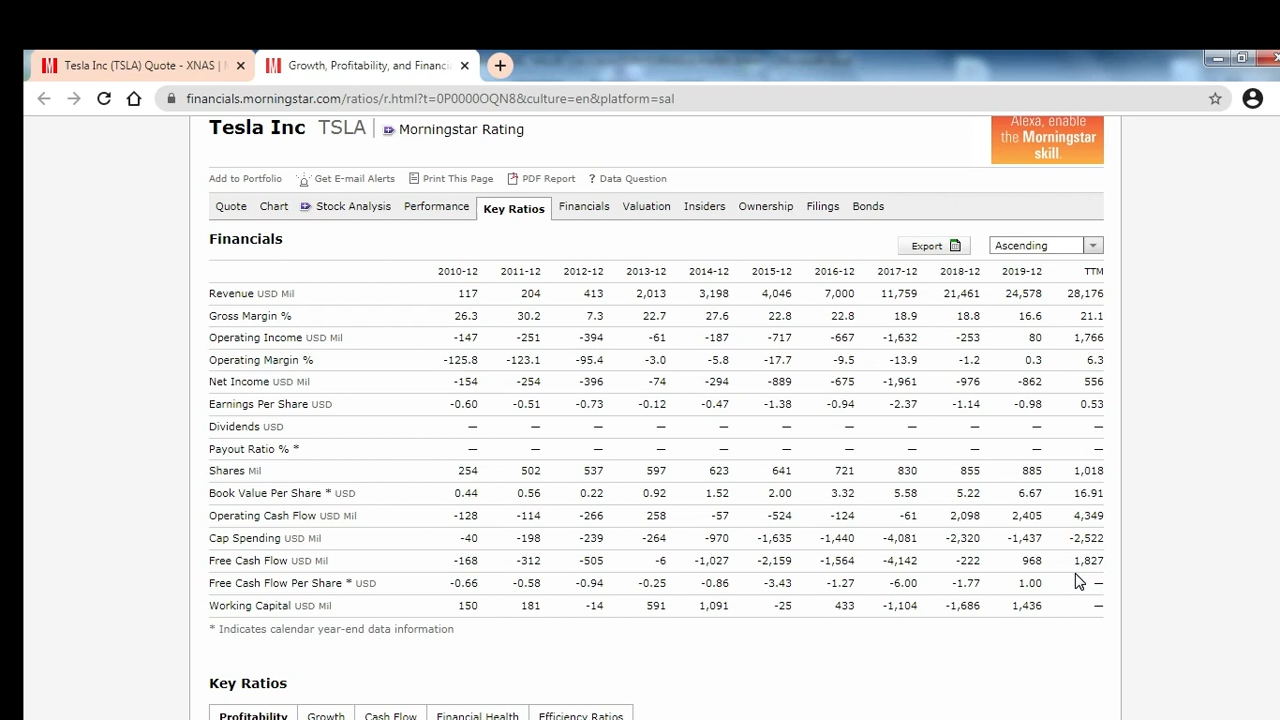 Tesla Inc (TSLA) Quote - XNAS | Growth, Profitability, and Financi
financials.morningstar.com/ratios/r.html?t=0P0000OQN8&culture=en&platform=sal
Tesla Inc TSLA Morningstar Rating
Alexa, enable
the Morningstar
skill.
Add to Portfolio Get E-mail Alerts Print This Page PDF Report ? Data Question
Quote Chart Stock Analysis Performance Key Ratios Financials Valuation Insiders Ownership Filings Bonds
Financials Export Ascending
2010-12 2011-12 2012-12 2013-12 2014-12 2015-12 2016-12 2017-12 2018-12 2019-12 TTM
Revenue USD Mil 117 204 413 2,013 3,198 4,046 7,000 11,759 21,461 24,578 28,176
Gross Margin % 26.3 30.2 7.3 22.7 27.6 22.8 22.8 18.9 18.8 16.6 21.1
Operating Income USD Mil -147 -251 -394 -61 -187 -717 -667 -1,632 -253 80 1,766
Operating Margin % -125.8 -123.1 -95.4 -3.0 -5.8 -17.7 -9.5 -13.9 -1.2 0.3 6.3
Net Income USD Mil -154 -254 -396 -74 -294 -889 -675 -1,961 -976 -862 556
Earnings Per Share USD -0.60 -0.51 -0.73 -0.12 -0.47 -1.38 -0.94 -2.37 -1.14 -0.98 0.53
Dividends USD — — — — — — — — — — —
Payout Ratio % * — — — — — — — — — — —
Shares Mil 254 502 537 597 623 641 721 830 855 885 1,018
Book Value Per Share * USD 0.44 0.56 0.22 0.92 1.52 2.00 3.32 5.58 5.22 6.67 16.91
Operating Cash Flow USD Mil -128 -114 -266 258 -57 -524 -124 -61 2,098 2,405 4,349
Cap Spending USD Mil -40 -198 -239 -264 -970 -1,635 -1,440 -4,081 -2,320 -1,437 -2,522
Free Cash Flow USD Mil -168 -312 -505 -6 -1,027 -2,159 -1,564 -4,142 -222 968 1,827
Free Cash Flow Per Share * USD -0.66 -0.58 -0.94 -0.25 -0.86 -3.43 -1.27 -6.00 -1.77 1.00 —
Working Capital USD Mil 150 181 -14 591 1,091 -25 433 -1,104 -1,686 1,436 —
* Indicates calendar year-end data information
Key Ratios
Profitability Growth Cash Flow Financial Health Efficiency Ratios